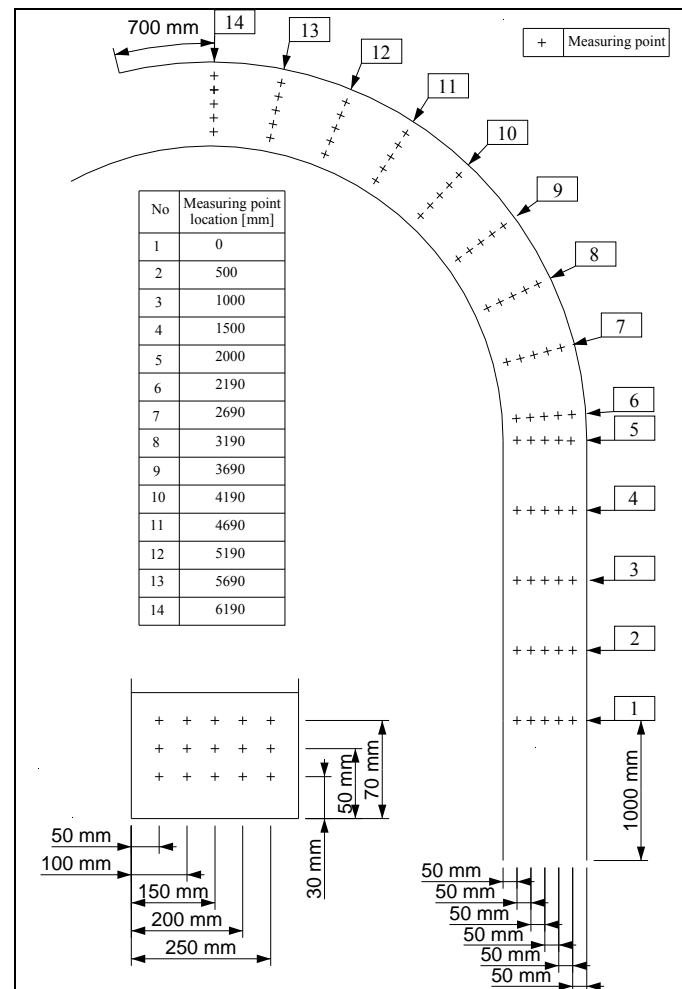 700 mm
14
13
+ Measuring point
12
11
10
9
8
7
6
5
4
3
2
1
No Measuring point location [mm]
1 0
2 500
3 1000
4 1500
5 2000
6 2190
7 2690
8 3190
9 3690
10 4190
11 4690
12 5190
13 5690
14 6190
50 mm
100 mm
150 mm
200 mm
250 mm
30 mm
50 mm
70 mm
1000 mm
50 mm
50 mm
50 mm
50 mm
50 mm
50 mm